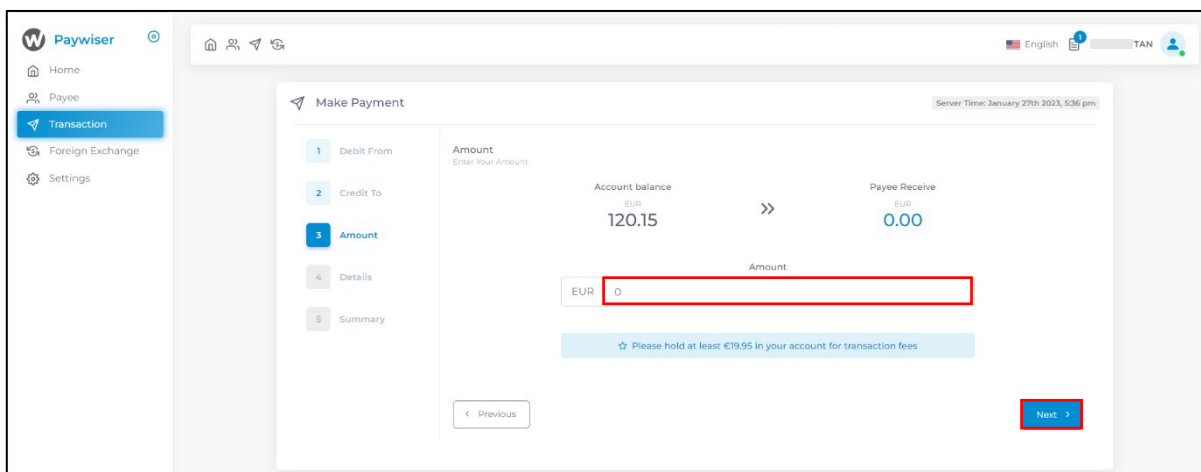 Paywiser
Home
Payee
Transaction
Foreign Exchange
Settings
English
1
TAN
Make Payment
Server Time: January 27th 2023, 5:36 pm
1 Debit From
2 Credit To
3 Amount
4 Details
5 Summary
Amount
Enter Your Amount.
Account balance
EUR
120.15
Payee Receive
EUR
0.00
Amount
EUR 0
Please hold at least €19.95 in your account for transaction fees
Previous
Next